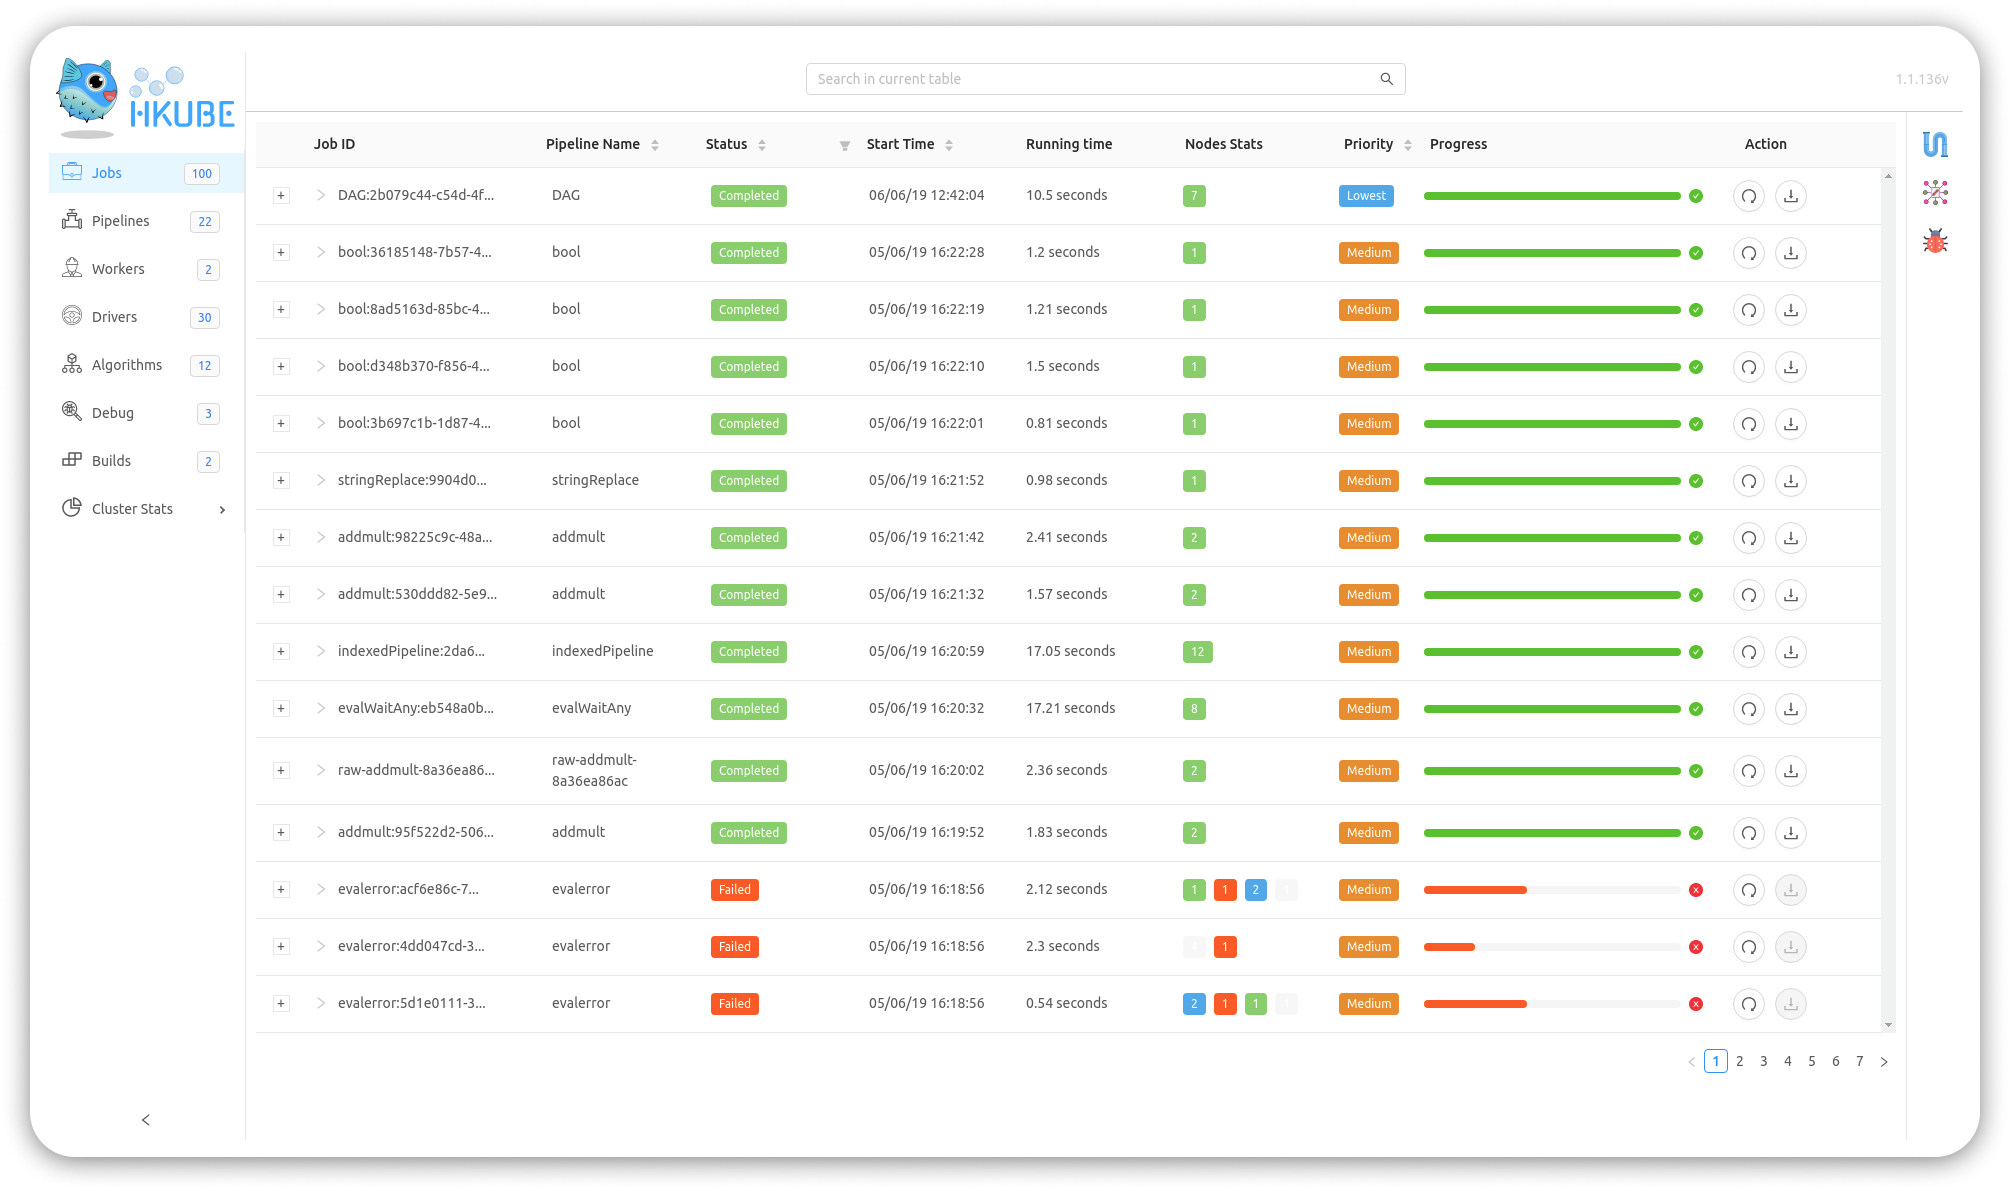 HKUBE
Search in current table
1.1.136v
Jobs 100
Pipelines 22
Workers 2
Drivers 30
Algorithms 12
Debug 3
Builds 2
Cluster Stats
Job ID Pipeline Name Status Start Time Running time Nodes Stats Priority Progress Action
DAG:2b079c44-c54d-4f... DAG Completed 06/06/19 12:42:04 10.5 seconds 7 Lowest
bool:36185148-7b57-4... bool Completed 05/06/19 16:22:28 1.2 seconds 1 Medium
bool:8ad5163d-85bc-4... bool Completed 05/06/19 16:22:19 1.21 seconds 1 Medium
bool:d348b370-f856-4... bool Completed 05/06/19 16:22:10 1.5 seconds 1 Medium
bool:3b697c1b-1d87-4... bool Completed 05/06/19 16:22:01 0.81 seconds 1 Medium
stringReplace:9904d0... stringReplace Completed 05/06/19 16:21:52 0.98 seconds 1 Medium
addmult:98225c9c-48a... addmult Completed 05/06/19 16:21:42 2.41 seconds 2 Medium
addmult:530ddd82-5e9... addmult Completed 05/06/19 16:21:32 1.57 seconds 2 Medium
indexedPipeline:2da6... indexedPipeline Completed 05/06/19 16:20:59 17.05 seconds 12 Medium
evalWaitAny:eb548a0b... evalWaitAny Completed 05/06/19 16:20:32 17.21 seconds 8 Medium
raw-addmult-8a36ea86... raw-addmult-8a36ea86ac Completed 05/06/19 16:20:02 2.36 seconds 2 Medium
addmult:95f522d2-506... addmult Completed 05/06/19 16:19:52 1.83 seconds 2 Medium
evalerror:acf6e86c-7... evalerror Failed 05/06/19 16:18:56 2.12 seconds 1 1 2 Medium
evalerror:4dd047cd-3... evalerror Failed 05/06/19 16:18:56 2.3 seconds 1 Medium
evalerror:5d1e0111-3... evalerror Failed 05/06/19 16:18:56 0.54 seconds 2 1 1 Medium
1 2 3 4 5 6 7